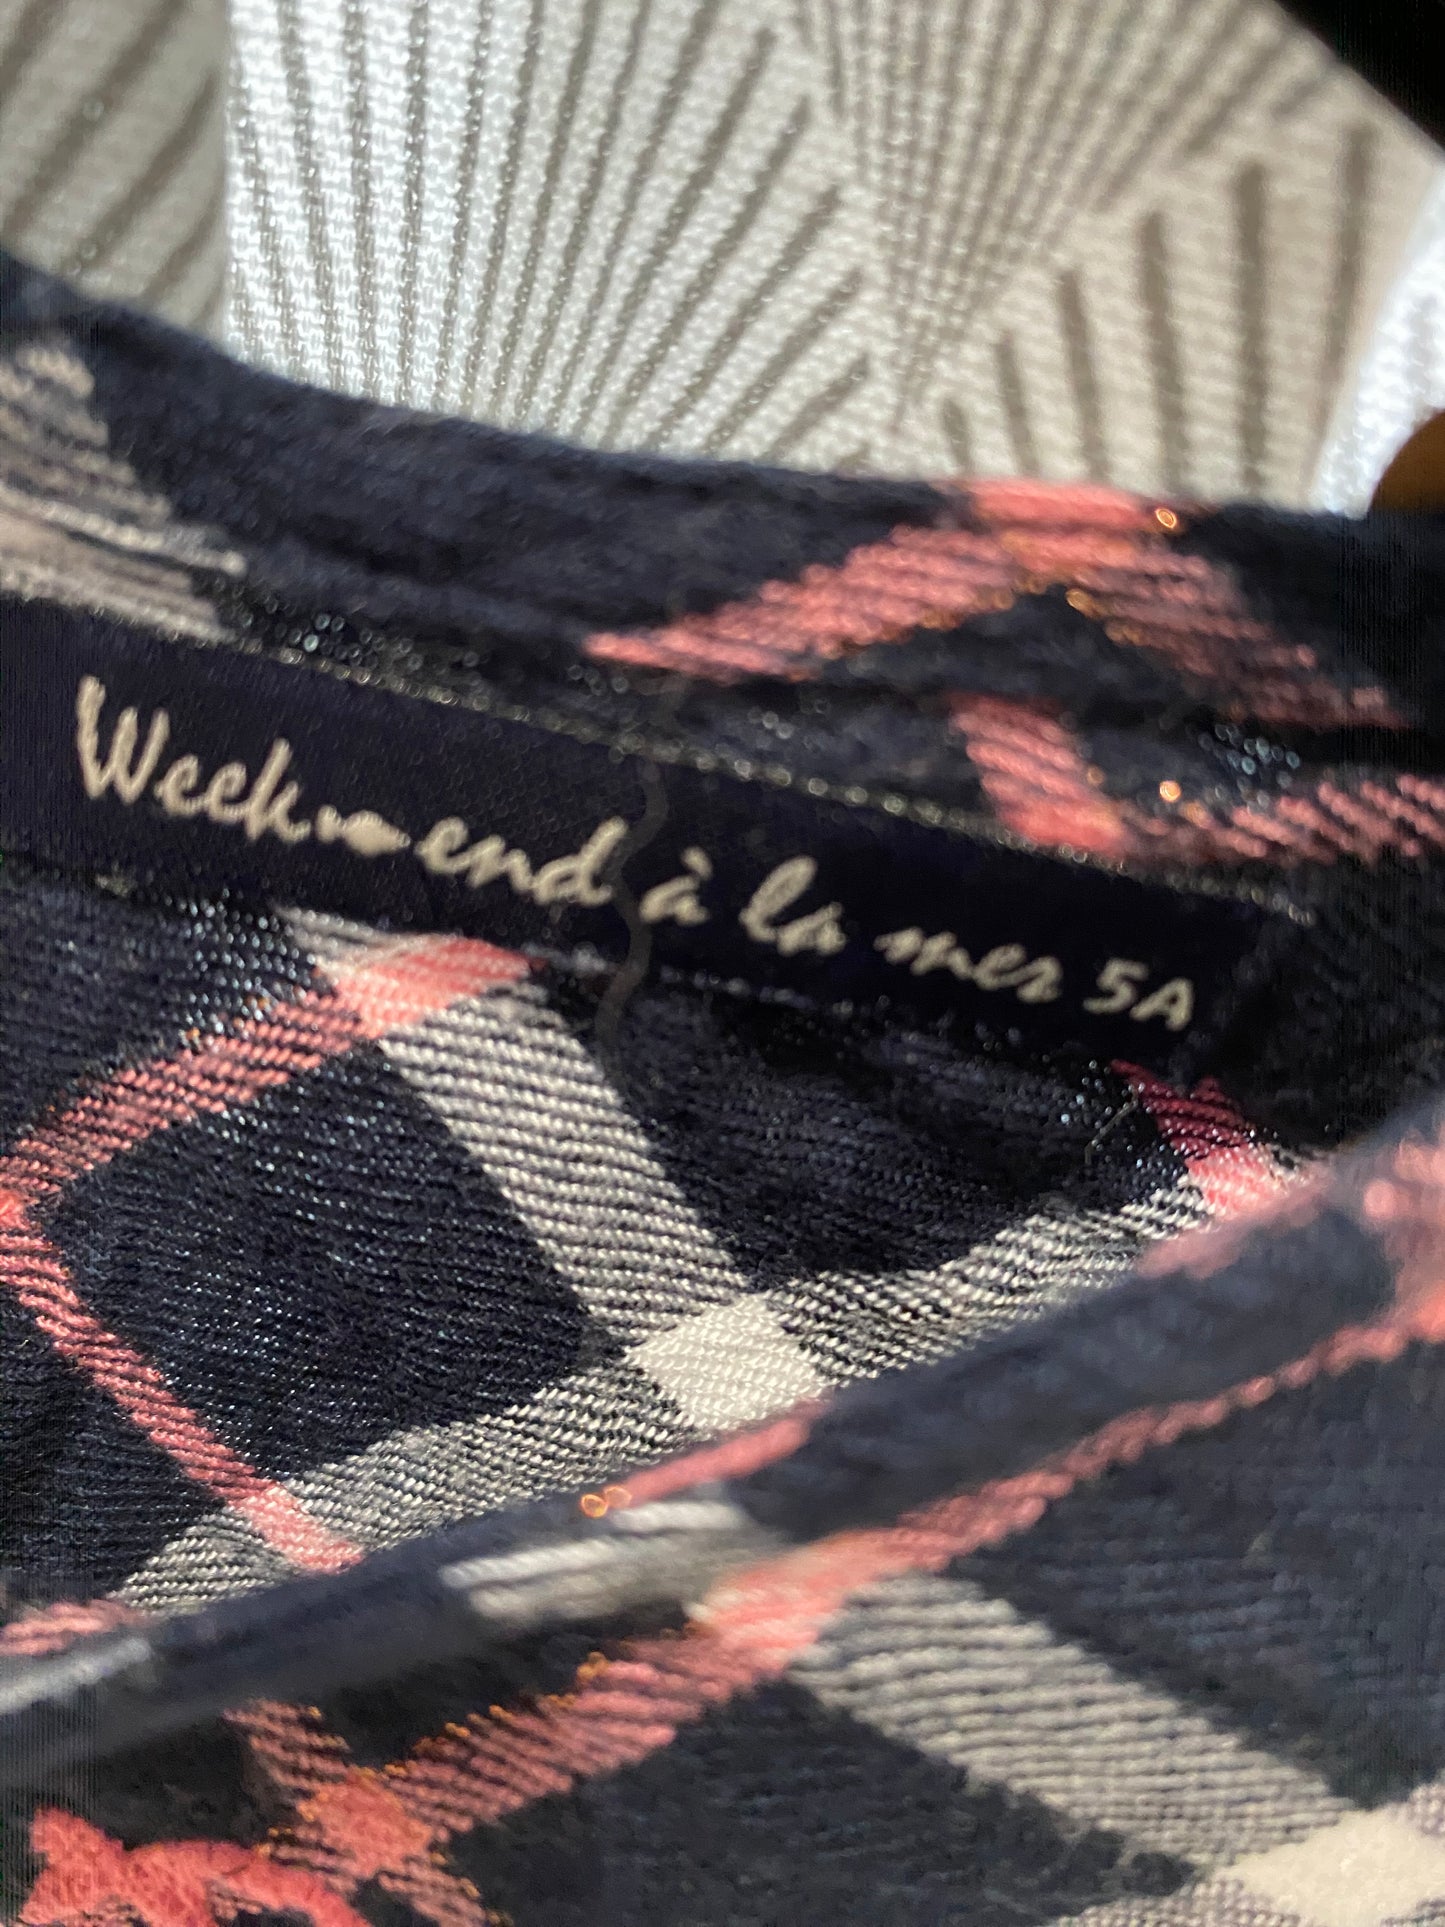 Week-end à la mer 5A